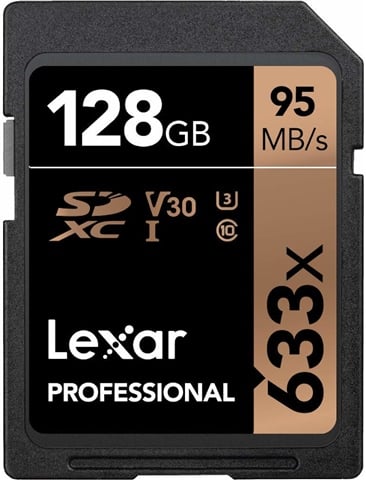 128GB
95
MB/s
SD
XC I
V30
3
10
633x
Lexar
PROFESSIONAL